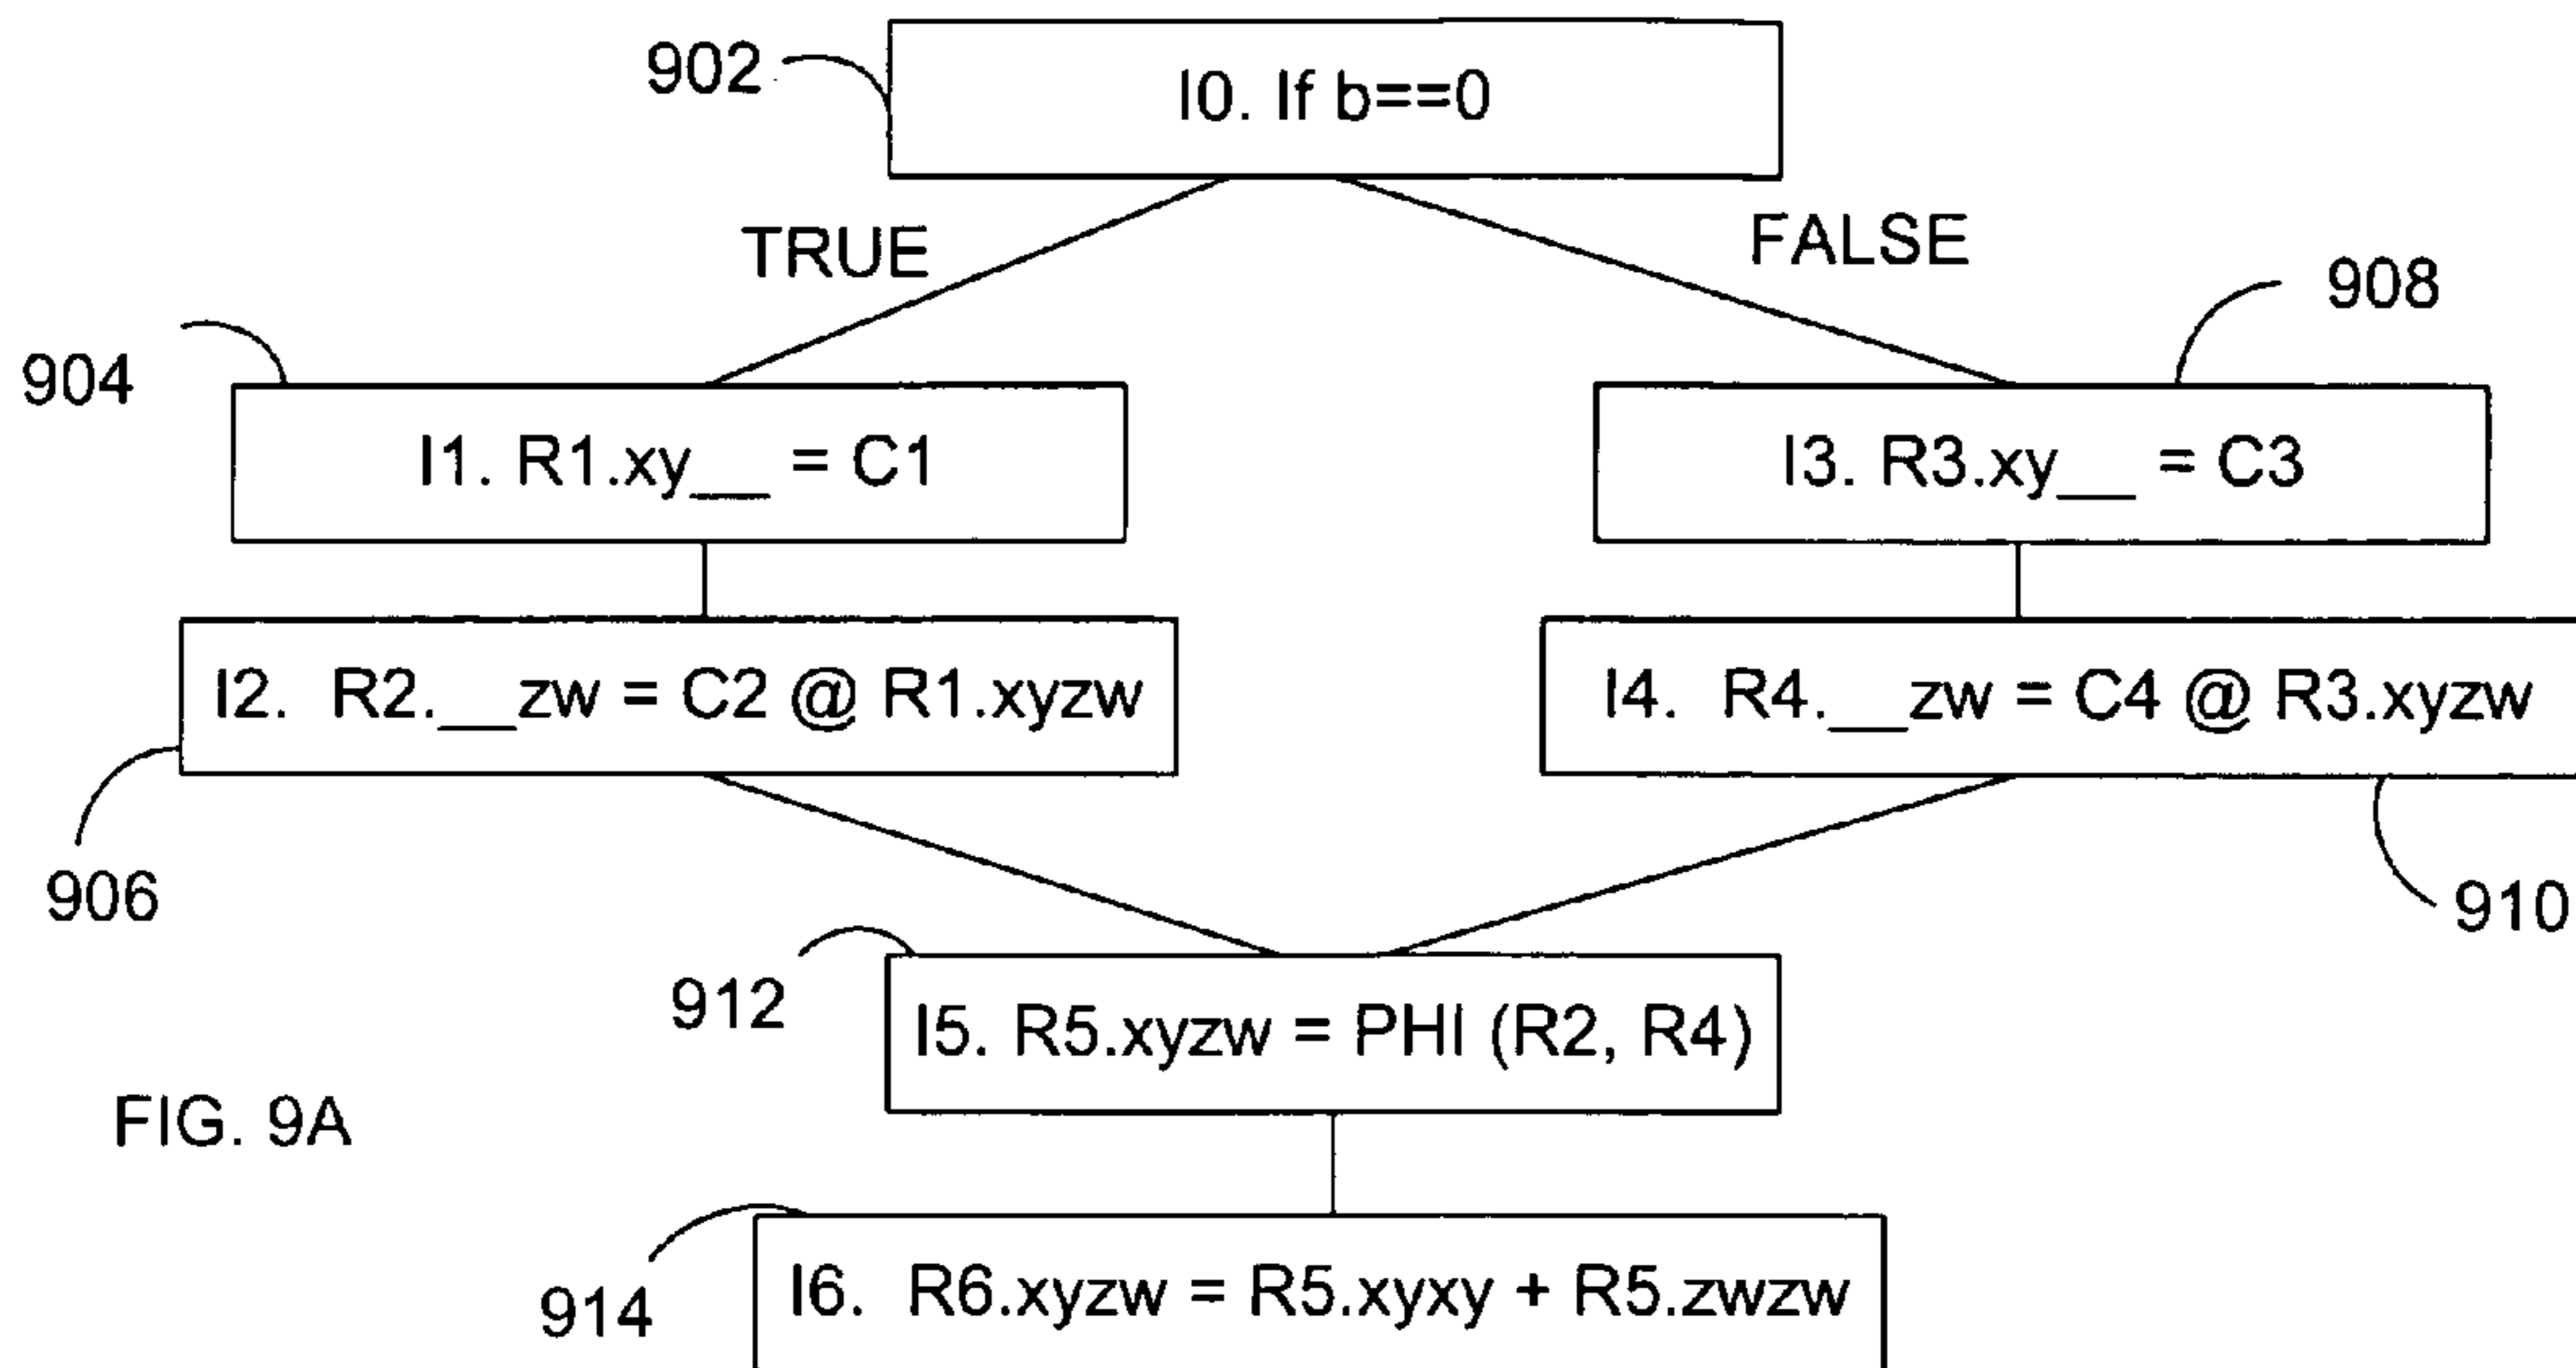 902
I0. If b==0
TRUE
FALSE
908
904
I1. R1.xy__ = C1
I3. R3.xy__ = C3
I2. R2.__zw = C2 @ R1.xyzw
I4. R4.__zw = C4 @ R3.xyzw
906
910
912
I5. R5.xyzw = PHI (R2, R4)
FIG. 9A
914
I6. R6.xyzw = R5.xyxy + R5.zwzw